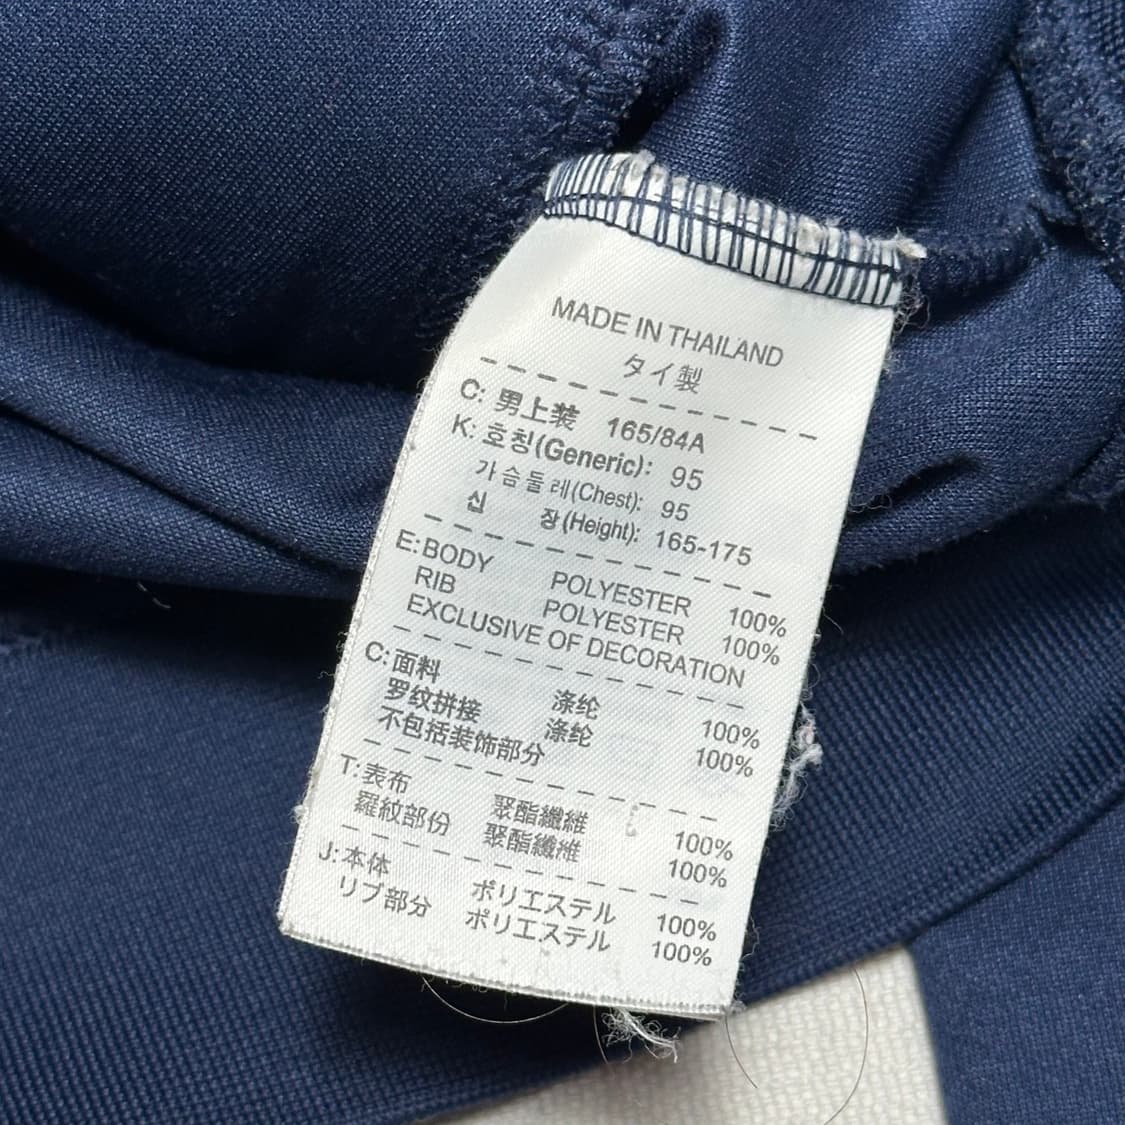 MADE IN THAILAND
タイ製
C: 男上装 165/84A
K: 호칭(Generic): 95
가슴둘레(Chest): 95
신 장(Height): 165-175
E: BODY POLYESTER 100%
RIB POLYESTER 100%
EXCLUSIVE OF DECORATION
C: 面料 涤纶 100%
罗纹拼接 涤纶 100%
不包括装饰部分
T: 表布 聚酯纖維 100%
羅紋部份 聚酯纖維 100%
J: 本体 ポリエステル 100%
リブ部分 ポリエステル 100%